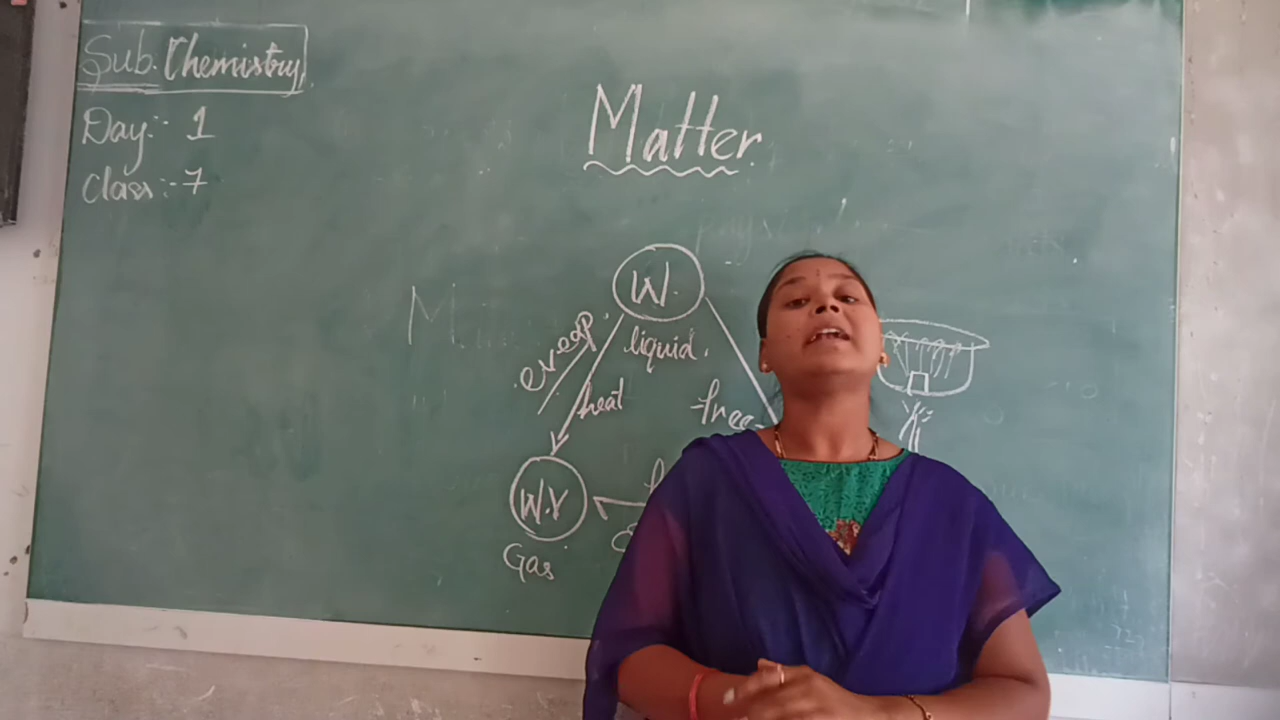 Sub. Chemistry
Day:- 1
Class:- 7
Matter
W.
liquid.
evap.
heat
free
W.V
Gas